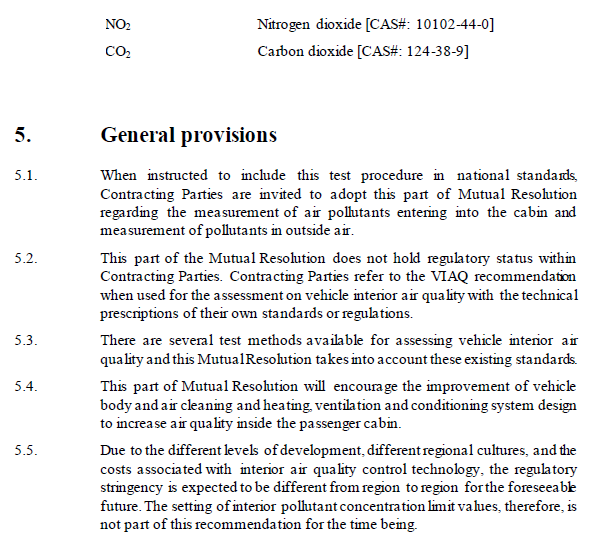 NO₂ Nitrogen dioxide [CAS#: 10102-44-0]
CO₂ Carbon dioxide [CAS#: 124-38-9]
5. General provisions
5.1. When instructed to include this test procedure in national standards,
Contracting Parties are invited to adopt this part of Mutual Resolution
regarding the measurement of air pollutants entering into the cabin and
measurement of pollutants in outside air.
5.2. This part of the Mutual Resolution does not hold regulatory status within
Contracting Parties. Contracting Parties refer to the VIAQ recommendation
when used for the assessment on vehicle interior air quality with the technical
prescriptions of their own standards or regulations.
5.3. There are several test methods available for assessing vehicle interior air
quality and this Mutual Resolution takes into account these existing standards.
5.4. This part of Mutual Resolution will encourage the improvement of vehicle
body and air cleaning and heating, ventilation and conditioning system design
to increase air quality inside the passenger cabin.
5.5. Due to the different levels of development, different regional cultures, and the
costs associated with interior air quality control technology, the regulatory
stringency is expected to be different from region to region for the foreseeable
future. The setting of interior pollutant concentration limit values, therefore, is
not part of this recommendation for the time being.